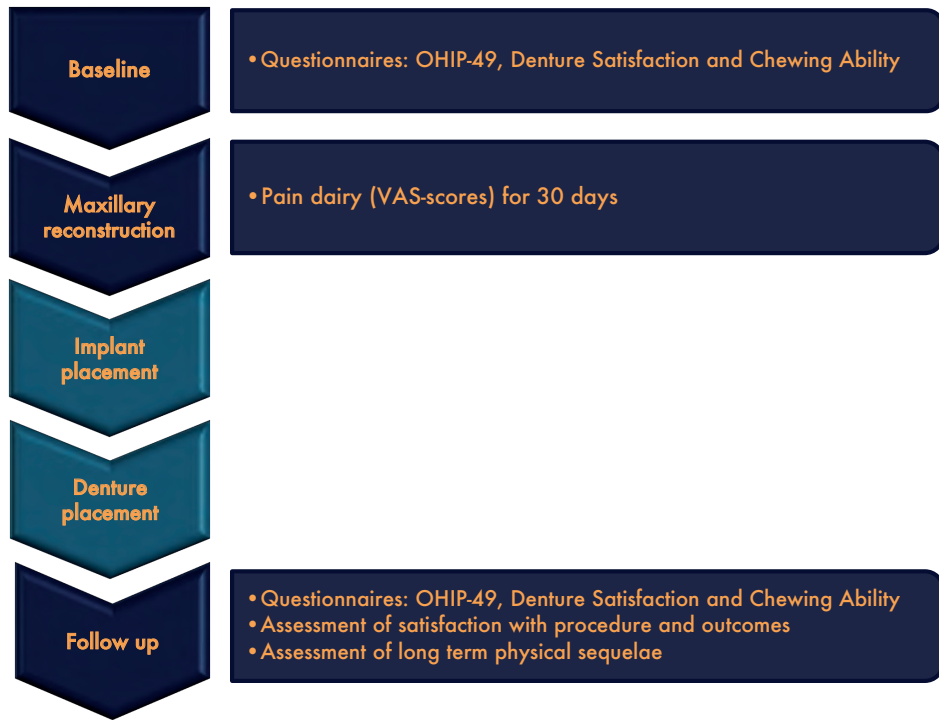 Baseline
• Questionnaires: OHIP-49, Denture Satisfaction and Chewing Ability
Maxillary
reconstruction
• Pain dairy (VAS-scores) for 30 days
Implant
placement
Denture
placement
Follow up
• Questionnaires: OHIP-49, Denture Satisfaction and Chewing Ability
• Assessment of satisfaction with procedure and outcomes
• Assessment of long term physical sequelae